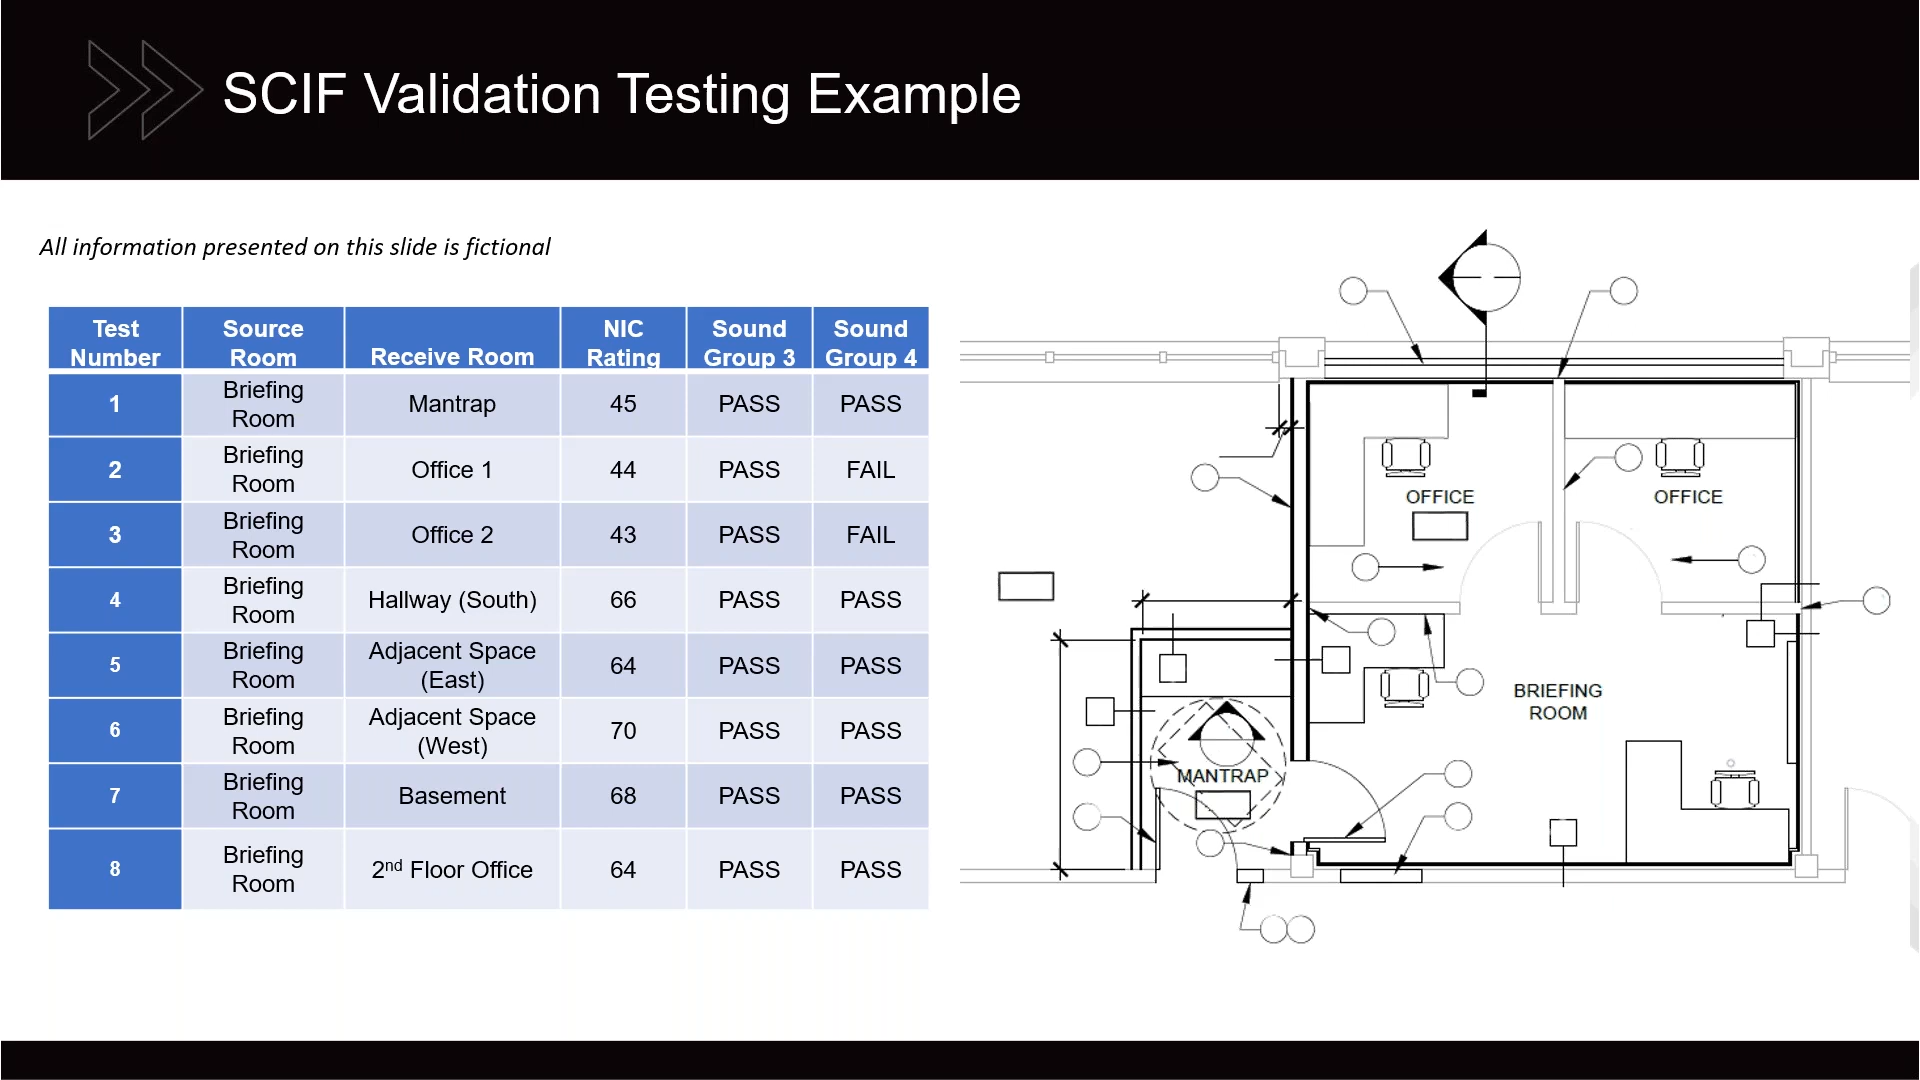 SCIF Validation Testing Example
All information presented on this slide is fictional
Test Number Source Room Receive Room NIC Rating Sound Group 3 Sound Group 4
1 Briefing Room Mantrap 45 PASS PASS
2 Briefing Room Office 1 44 PASS FAIL
3 Briefing Room Office 2 43 PASS FAIL
4 Briefing Room Hallway (South) 66 PASS PASS
5 Briefing Room Adjacent Space (East) 64 PASS PASS
6 Briefing Room Adjacent Space (West) 70 PASS PASS
7 Briefing Room Basement 68 PASS PASS
8 Briefing Room 2nd Floor Office 64 PASS PASS
OFFICE
OFFICE
BRIEFING
ROOM
MANTRAP